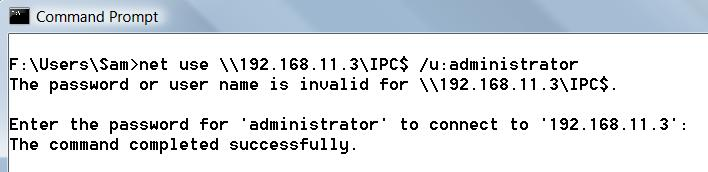 Command Prompt
F:\Users\Sam>net use \\192.168.11.3\IPC$ /u:administrator
The password or user name is invalid for \\192.168.11.3\IPC$.
Enter the password for 'administrator' to connect to '192.168.11.3':
The command completed successfully.